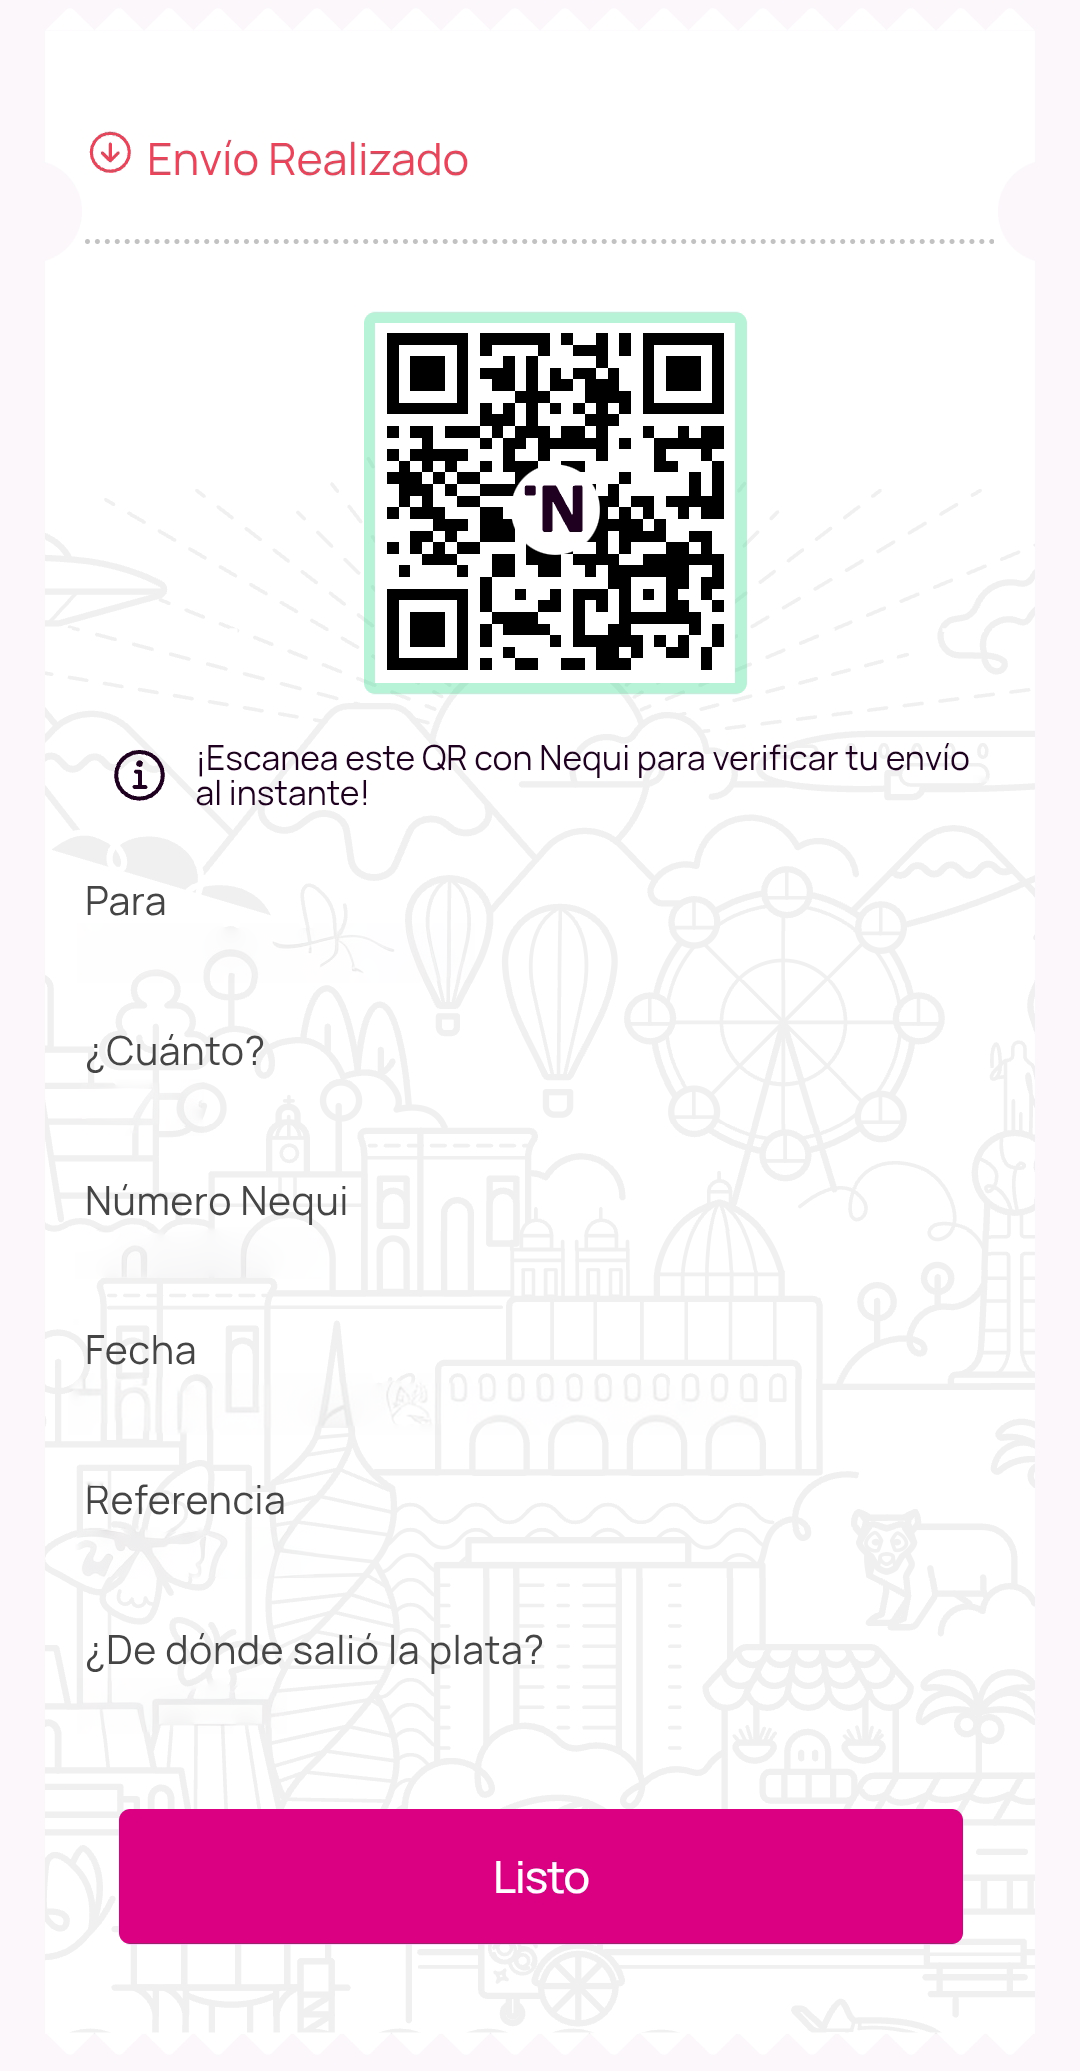 Envío Realizado
N
¡Escanea este QR con Nequi para verificar tu envío
al instante!
Para
¿Cuánto?
Número Nequi
Fecha
Referencia
¿De dónde salió la plata?
Listo